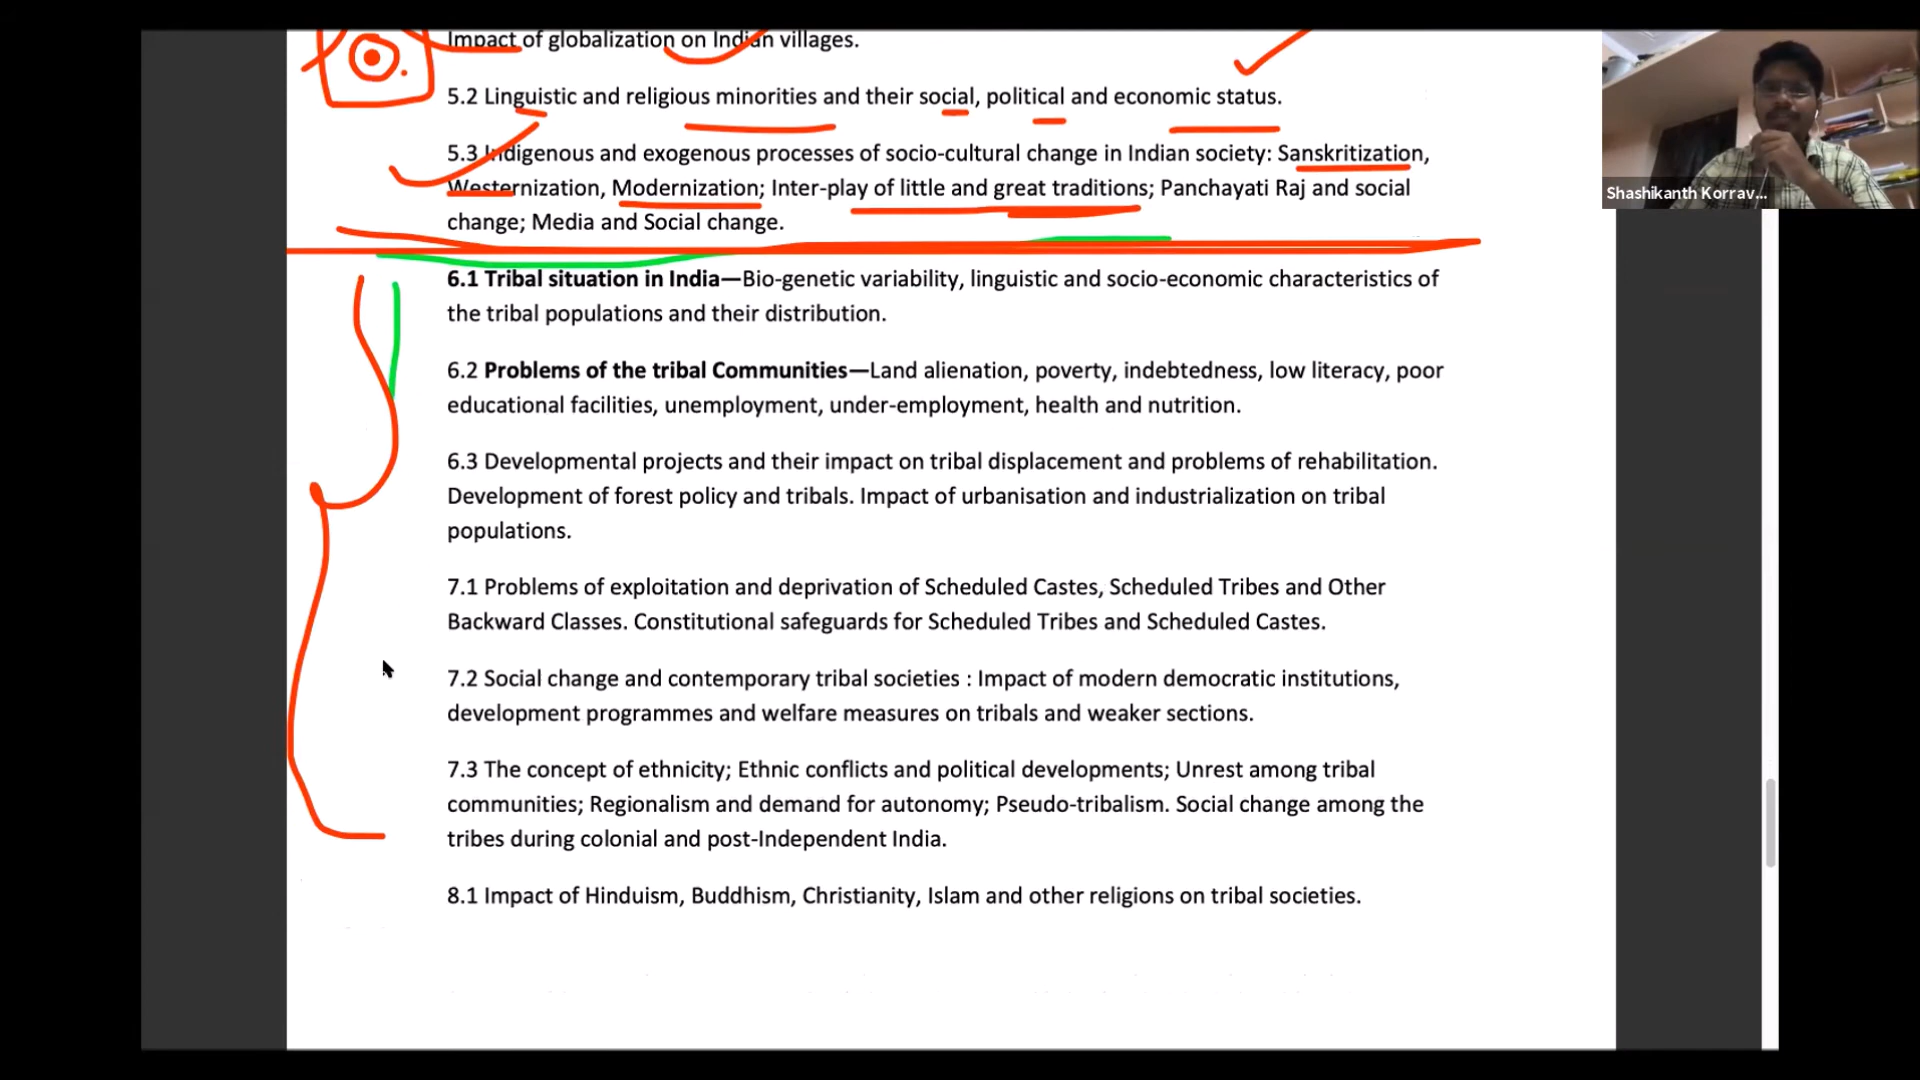 Impact of globalization on Indian villages.
5.2 Linguistic and religious minorities and their social, political and economic status.
5.3 Indigenous and exogenous processes of socio-cultural change in Indian society: Sanskritization,
Westernization, Modernization; Inter-play of little and great traditions; Panchayati Raj and social
change; Media and Social change.
6.1 Tribal situation in India—Bio-genetic variability, linguistic and socio-economic characteristics of
the tribal populations and their distribution.
6.2 Problems of the tribal Communities—Land alienation, poverty, indebtedness, low literacy, poor
educational facilities, unemployment, under-employment, health and nutrition.
6.3 Developmental projects and their impact on tribal displacement and problems of rehabilitation.
Development of forest policy and tribals. Impact of urbanisation and industrialization on tribal
populations.
7.1 Problems of exploitation and deprivation of Scheduled Castes, Scheduled Tribes and Other
Backward Classes. Constitutional safeguards for Scheduled Tribes and Scheduled Castes.
7.2 Social change and contemporary tribal societies : Impact of modern democratic institutions,
development programmes and welfare measures on tribals and weaker sections.
7.3 The concept of ethnicity; Ethnic conflicts and political developments; Unrest among tribal
communities; Regionalism and demand for autonomy; Pseudo-tribalism. Social change among the
tribes during colonial and post-Independent India.
8.1 Impact of Hinduism, Buddhism, Christianity, Islam and other religions on tribal societies.
Shashikanth Korrav...